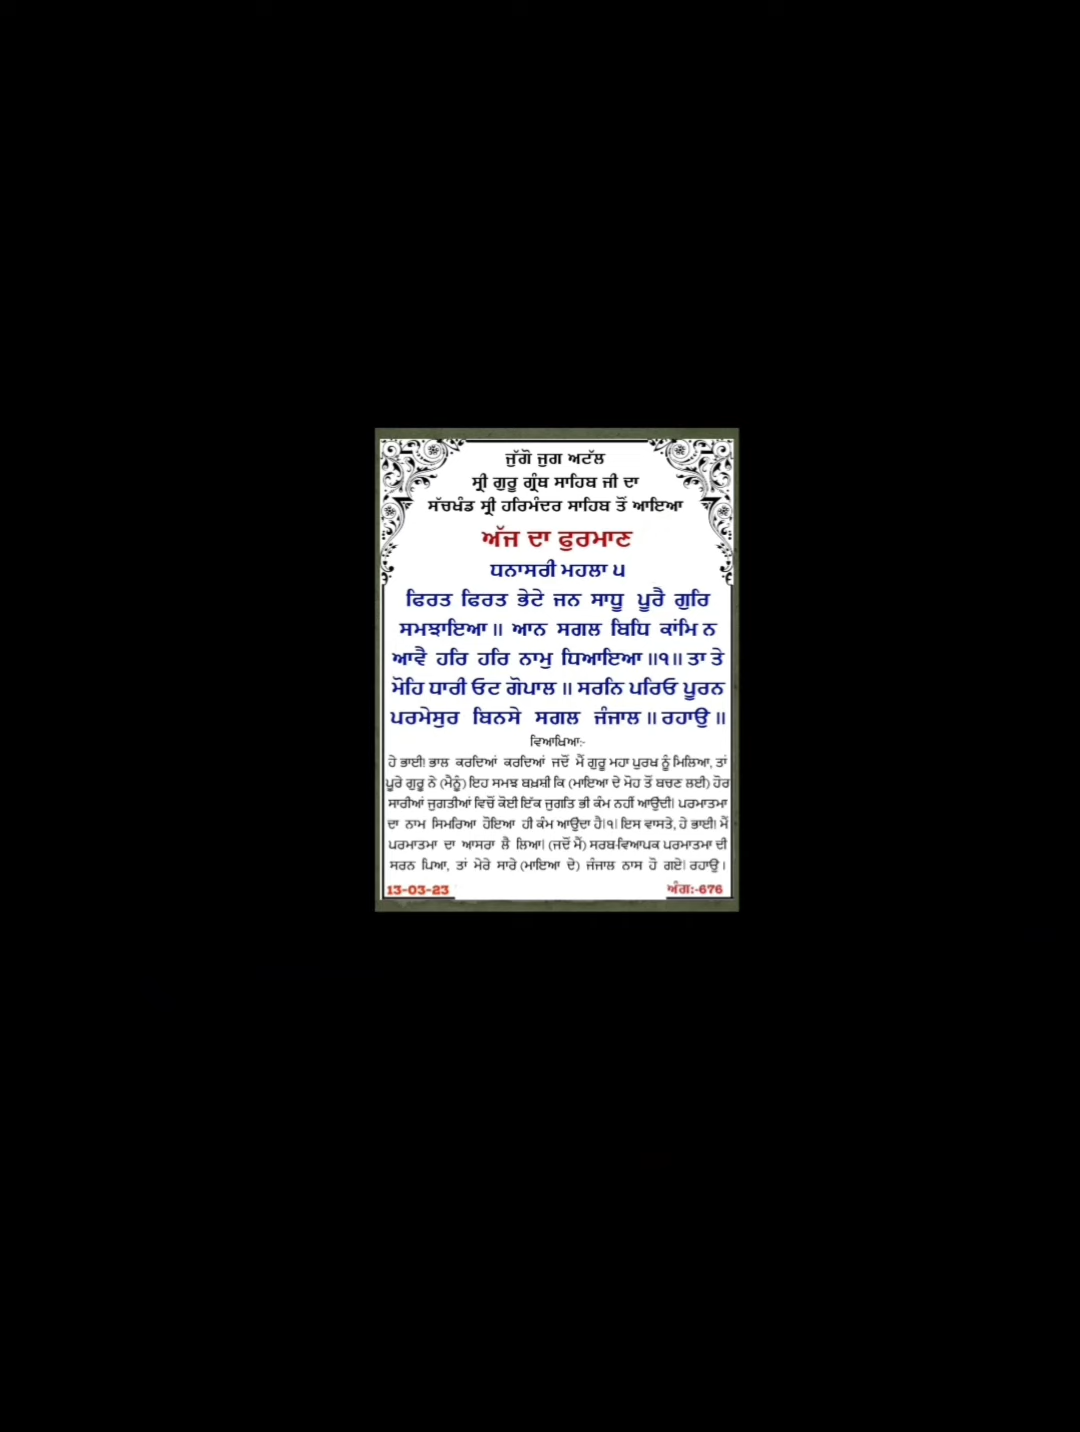 ਜੁੱਗੋ ਜੁਗ ਅਟੱਲ
ਸ੍ਰੀ ਗੁਰੂ ਗ੍ਰੰਥ ਸਾਹਿਬ ਜੀ ਦਾ
ਸੱਚਖੰਡ ਸ੍ਰੀ ਹਰਿਮੰਦਰ ਸਾਹਿਬ ਤੋਂ ਆਇਆ
ਅੱਜ ਦਾ ਫੁਰਮਾਣ
ਧਨਾਸਰੀ ਮਹਲਾ ੫
ਫਿਰਤ ਫਿਰਤ ਭੇਟੇ ਜਨ ਸਾਧੂ ਪੂਰੈ ਗੁਰਿ
ਸਮਝਾਇਆ ॥ ਆਨ ਸਗਲ ਬਿਧਿ ਕਾਂਮਿ ਨ
ਆਵੈ ਹਰਿ ਹਰਿ ਨਾਮੁ ਧਿਆਇਆ ॥੧॥ ਤਾ ਤੇ
ਮੋਹਿ ਧਾਰੀ ਓਟ ਗੋਪਾਲ ॥ ਸਰਨਿ ਪਰਿਓ ਪੂਰਨ
ਪਰਮੇਸੁਰ ਬਿਨਸੇ ਸਗਲ ਜੰਜਾਲ ॥ ਰਹਾਉ ॥
ਵਿਆਖਿਆ:-
ਹੇ ਭਾਈ! ਭਾਲ ਕਰਦਿਆਂ ਕਰਦਿਆਂ ਜਦੋਂ ਮੈਂ ਗੁਰੂ ਮਹਾ ਪੁਰਖ ਨੂੰ ਮਿਲਿਆ, ਤਾਂ
ਪੂਰੇ ਗੁਰੂ ਨੇ (ਮੈਨੂੰ) ਇਹ ਸਮਝ ਬਖ਼ਸ਼ੀ ਕਿ (ਮਾਇਆ ਦੇ ਮੋਹ ਤੋਂ ਬਚਣ ਲਈ) ਹੋਰ
ਸਾਰੀਆਂ ਜੁਗਤੀਆਂ ਵਿਚੋਂ ਕੋਈ ਇੱਕ ਜੁਗਤਿ ਭੀ ਕੰਮ ਨਹੀਂ ਆਉਂਦੀ। ਪਰਮਾਤਮਾ
ਦਾ ਨਾਮ ਸਿਮਰਿਆ ਹੋਇਆ ਹੀ ਕੰਮ ਆਉਂਦਾ ਹੈ।੧। ਇਸ ਵਾਸਤੇ, ਹੇ ਭਾਈ! ਮੈਂ
ਪਰਮਾਤਮਾ ਦਾ ਆਸਰਾ ਲੈ ਲਿਆ। (ਜਦੋਂ ਮੈਂ) ਸਰਬ-ਵਿਆਪਕ ਪਰਮਾਤਮਾ ਦੀ
ਸਰਨ ਪਿਆ, ਤਾਂ ਮੇਰੇ ਸਾਰੇ (ਮਾਇਆ ਦੇ) ਜੰਜਾਲ ਨਾਸ ਹੋ ਗਏ। ਰਹਾਉ।
13-03-23 ਅੰਗ:-676